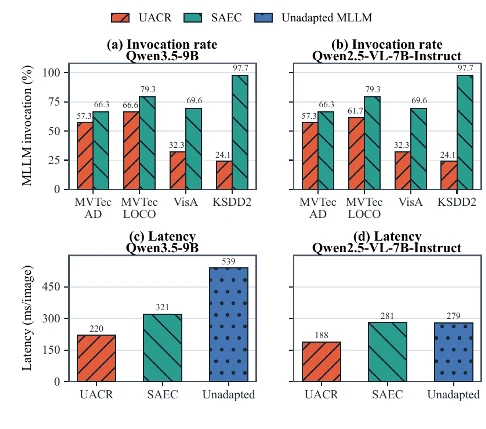 UACR SAEC Unadapted MLLM
(a) Invocation rate
Qwen3.5-9B
(b) Invocation rate
Qwen2.5-VL-7B-Instruct
MLLM invocation (%)
100
75
50
25
0
57.3 66.3 66.6 79.3 32.3 69.6 24.1 97.7
57.3 66.3 61.7 79.3 32.3 69.6 24.1 97.7
MVTec AD
MVTec LOCO
VisA
KSDD2
MVTec AD
MVTec LOCO
VisA
KSDD2
(c) Latency
Qwen3.5-9B
(d) Latency
Qwen2.5-VL-7B-Instruct
Latency (ms/image)
450
300
150
0
220 321 539
188 281 279
UACR SAEC Unadapted
UACR SAEC Unadapted